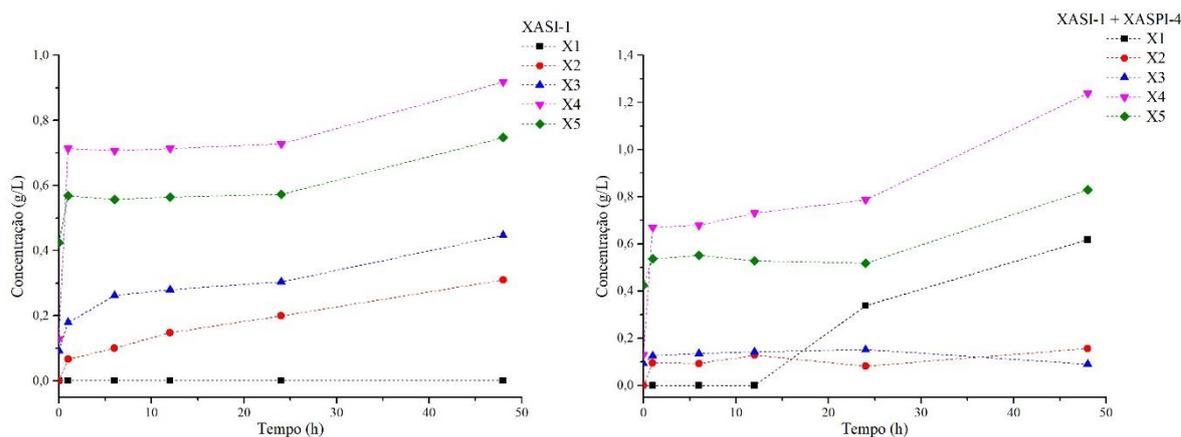 XASI-1
X1
X2
X3
X4
X5
1,0
0,8
0,6
0,4
0,2
0,0
Concentração (g/L)
0
10
20
30
40
50
Tempo (h)
XASI-1 + XASPI-4
X1
X2
X3
X4
X5
1,4
1,2
1,0
0,8
0,6
0,4
0,2
0,0
Concentração (g/L)
0
10
20
30
40
50
Tempo (h)